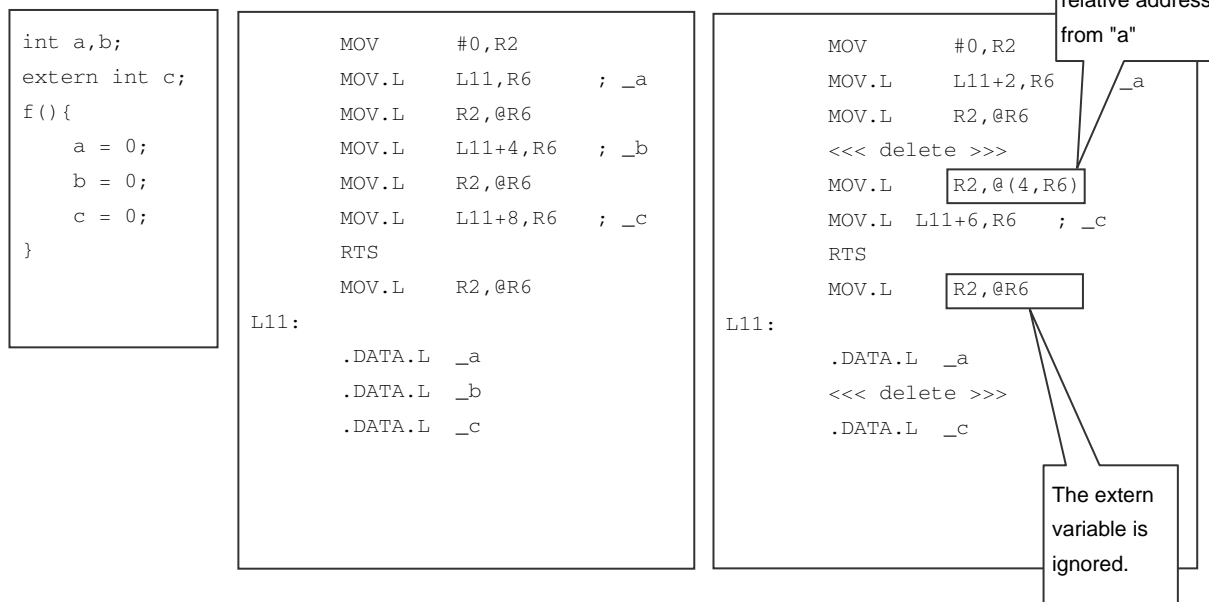 int a,b;
extern int c;
f(){
a = 0;
b = 0;
c = 0;
}
MOV #0,R2
MOV.L L11,R6 ; _a
MOV.L R2,@R6
MOV.L L11+4,R6 ; _b
MOV.L R2,@R6
MOV.L L11+8,R6 ; _c
RTS
MOV.L R2,@R6
L11:
.DATA.L _a
.DATA.L _b
.DATA.L _c
relative address
from "a"
MOV #0,R2
MOV.L L11+2,R6 _a
MOV.L R2,@R6
<<< delete >>>
MOV.L R2,@(4,R6)
MOV.L L11+6,R6 ; _c
RTS
MOV.L R2,@R6
L11:
.DATA.L _a
<<< delete >>>
.DATA.L _c
The extern
variable is
ignored.